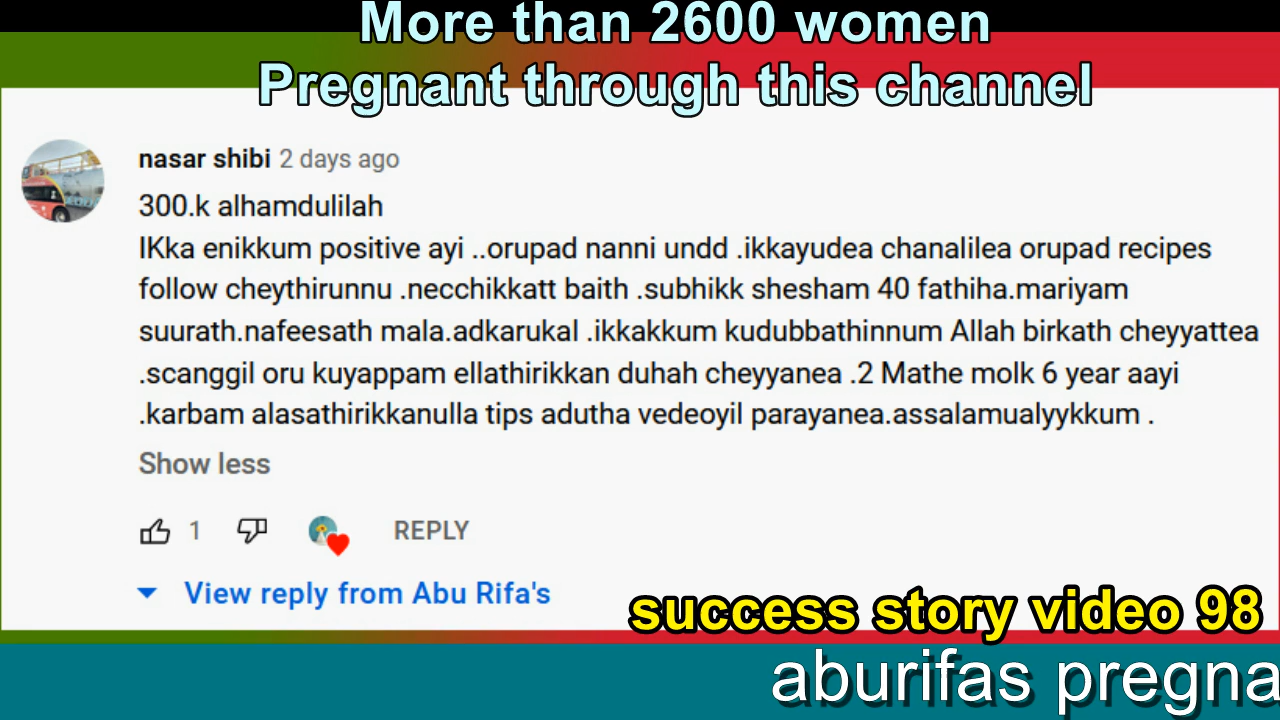 More than 2600 women
Pregnant through this channel
nasar shibi 2 days ago
300.k alhamdulilah
IKka enikkum positive ayi ..orupad nanni undd .ikkayudea chanalilea orupad recipes
follow cheythirunnu .necchikkatt baith .subhikk shesham 40 fathiha.mariyam
suurath.nafeesath mala.adkarukal .ikkakkum kudubbathinnum Allah birkath cheyyattea
.scanggil oru kuyappam ellathirikkan duhah cheyyanea .2 Mathe molk 6 year aayi
.karbam alasathirikkanulla tips adutha vedeoyil parayanea.assalamualyykkum .
Show less
1 REPLY
View reply from Abu Rifa's
success story video 98
aburifas pregna